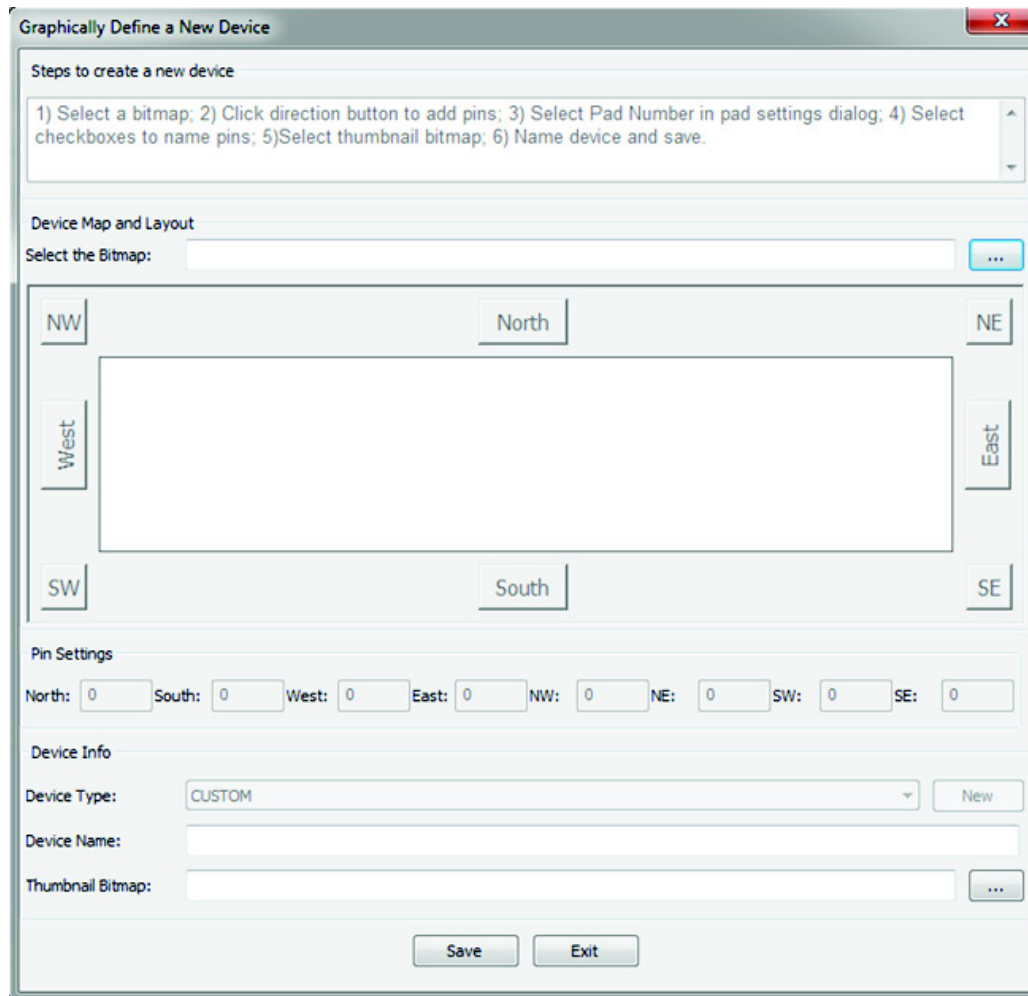 Graphically Define a New Device
Steps to create a new device
1) Select a bitmap; 2) Click direction button to add pins; 3) Select Pad Number in pad settings dialog; 4) Select
checkboxes to name pins; 5)Select thumbnail bitmap; 6) Name device and save.
Device Map and Layout
Select the Bitmap: ...
NW North NE
West East
SW South SE
Pin Settings
North: 0 South: 0 West: 0 East: 0 NW: 0 NE: 0 SW: 0 SE: 0
Device Info
Device Type: CUSTOM New
Device Name:
Thumbnail Bitmap: ...
Save Exit